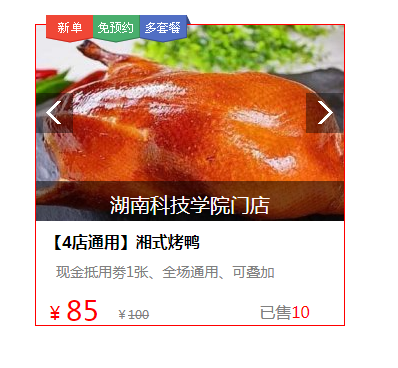 新单 免预约 多套餐
湖南科技学院门店
【4店通用】湘式烤鸭
现金抵用劵1张、全场通用、可叠加
¥85 ¥100 已售10